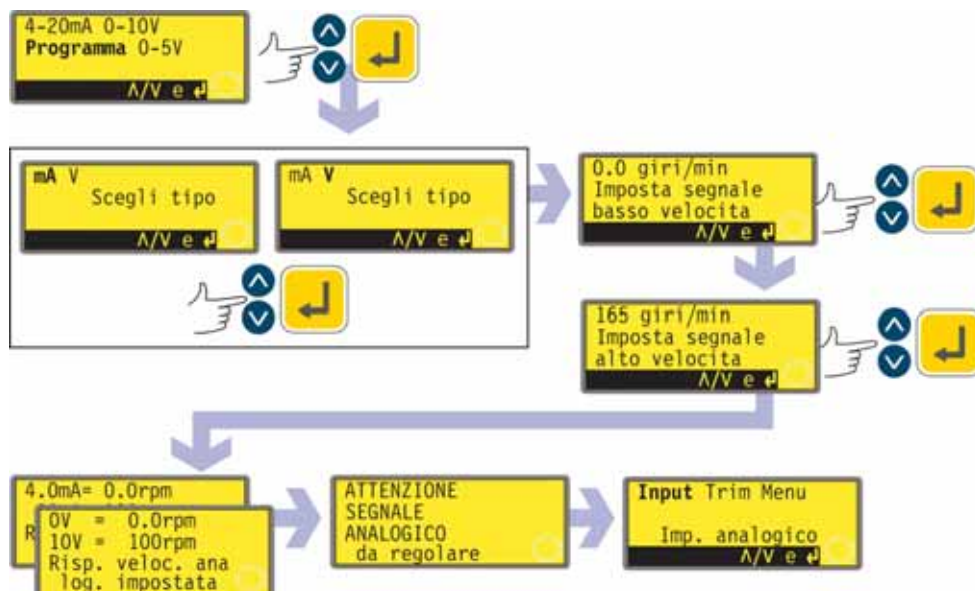 4-20mA 0-10V
Programma 0-5V
Λ/V e ↲
mA V
Scegli tipo
Λ/V e ↲
mA V
Scegli tipo
Λ/V e ↲
0.0 giri/min
Imposta segnale
basso velocita
Λ/V e ↲
165 giri/min
Imposta segnale
alto velocita
Λ/V e ↲
4.0mA= 0.0rpm
R
0V = 0.0rpm
10V = 100rpm
Risp. veloc. ana
log. impostata
ATTENZIONE
SEGNALE
ANALOGICO
da regolare
Input Trim Menu
Imp. analogico
Λ/V e ↲